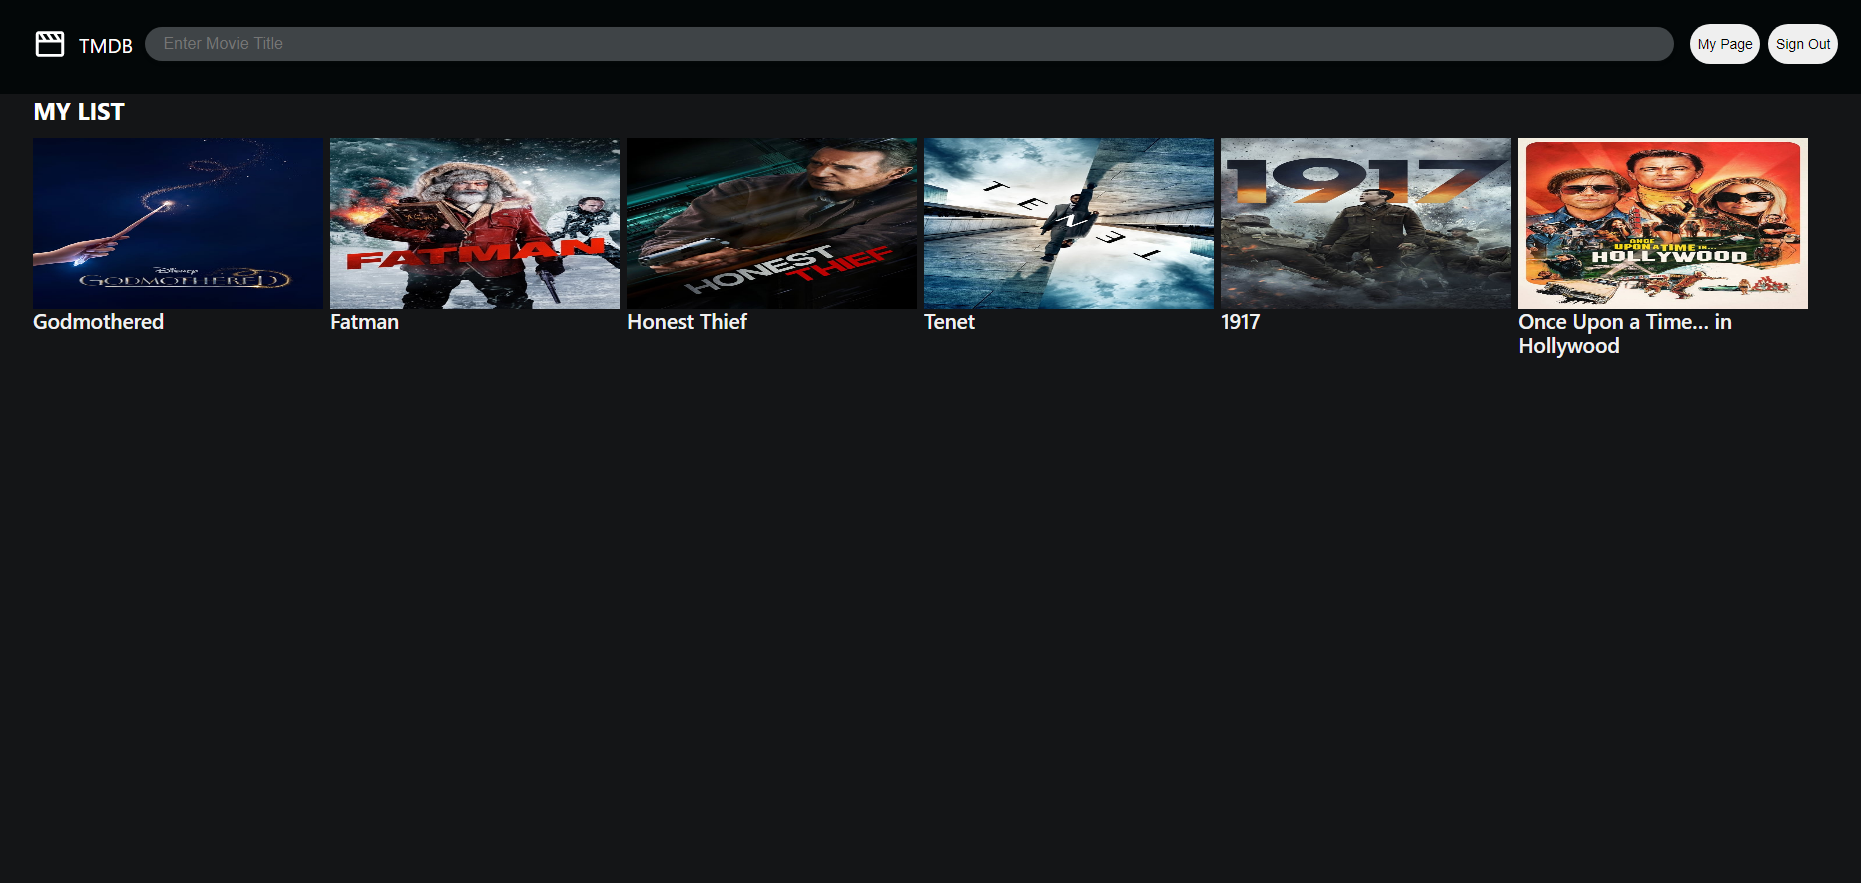 TMDB
Enter Movie Title
My Page
Sign Out
MY LIST
Disney
GODMOTHERED
FATMAN
HONEST
THIEF
TENET
1917
ONCE
UPON A TIME IN...
HOLLYWOOD
Godmothered
Fatman
Honest Thief
Tenet
1917
Once Upon a Time... in
Hollywood